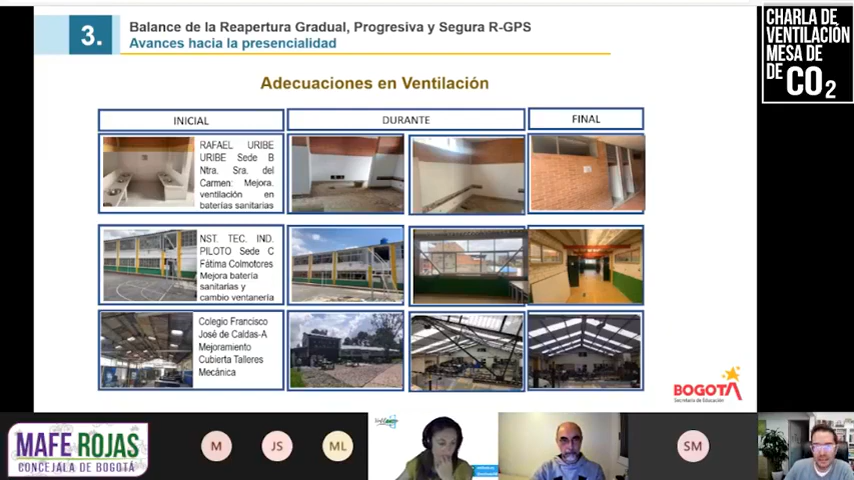 3.
Balance de la Reapertura Gradual, Progresiva y Segura R-GPS
Avances hacia la presencialidad
CHARLA DE
VENTILACIÓN
MESA DE
DE CO2
Adecuaciones en Ventilación
INICIAL
DURANTE
FINAL
RAFAEL URIBE
URIBE Sede B
Ntra. Sra. del
Carmen: Mejora.
ventilación en
baterías sanitarias
NST. TEC. IND.
PILOTO Sede C
Fátima Colmotores
Mejora batería
sanitarias y
cambio ventanería
Colegio Francisco
José de Caldas-A
Mejoramiento
Cubierta Talleres
Mecánica
BOGOTÁ
Secretaría de Educación
MAFE ROJAS
CONCEJALA DE BOGOTÁ
M
JS
ML
SM